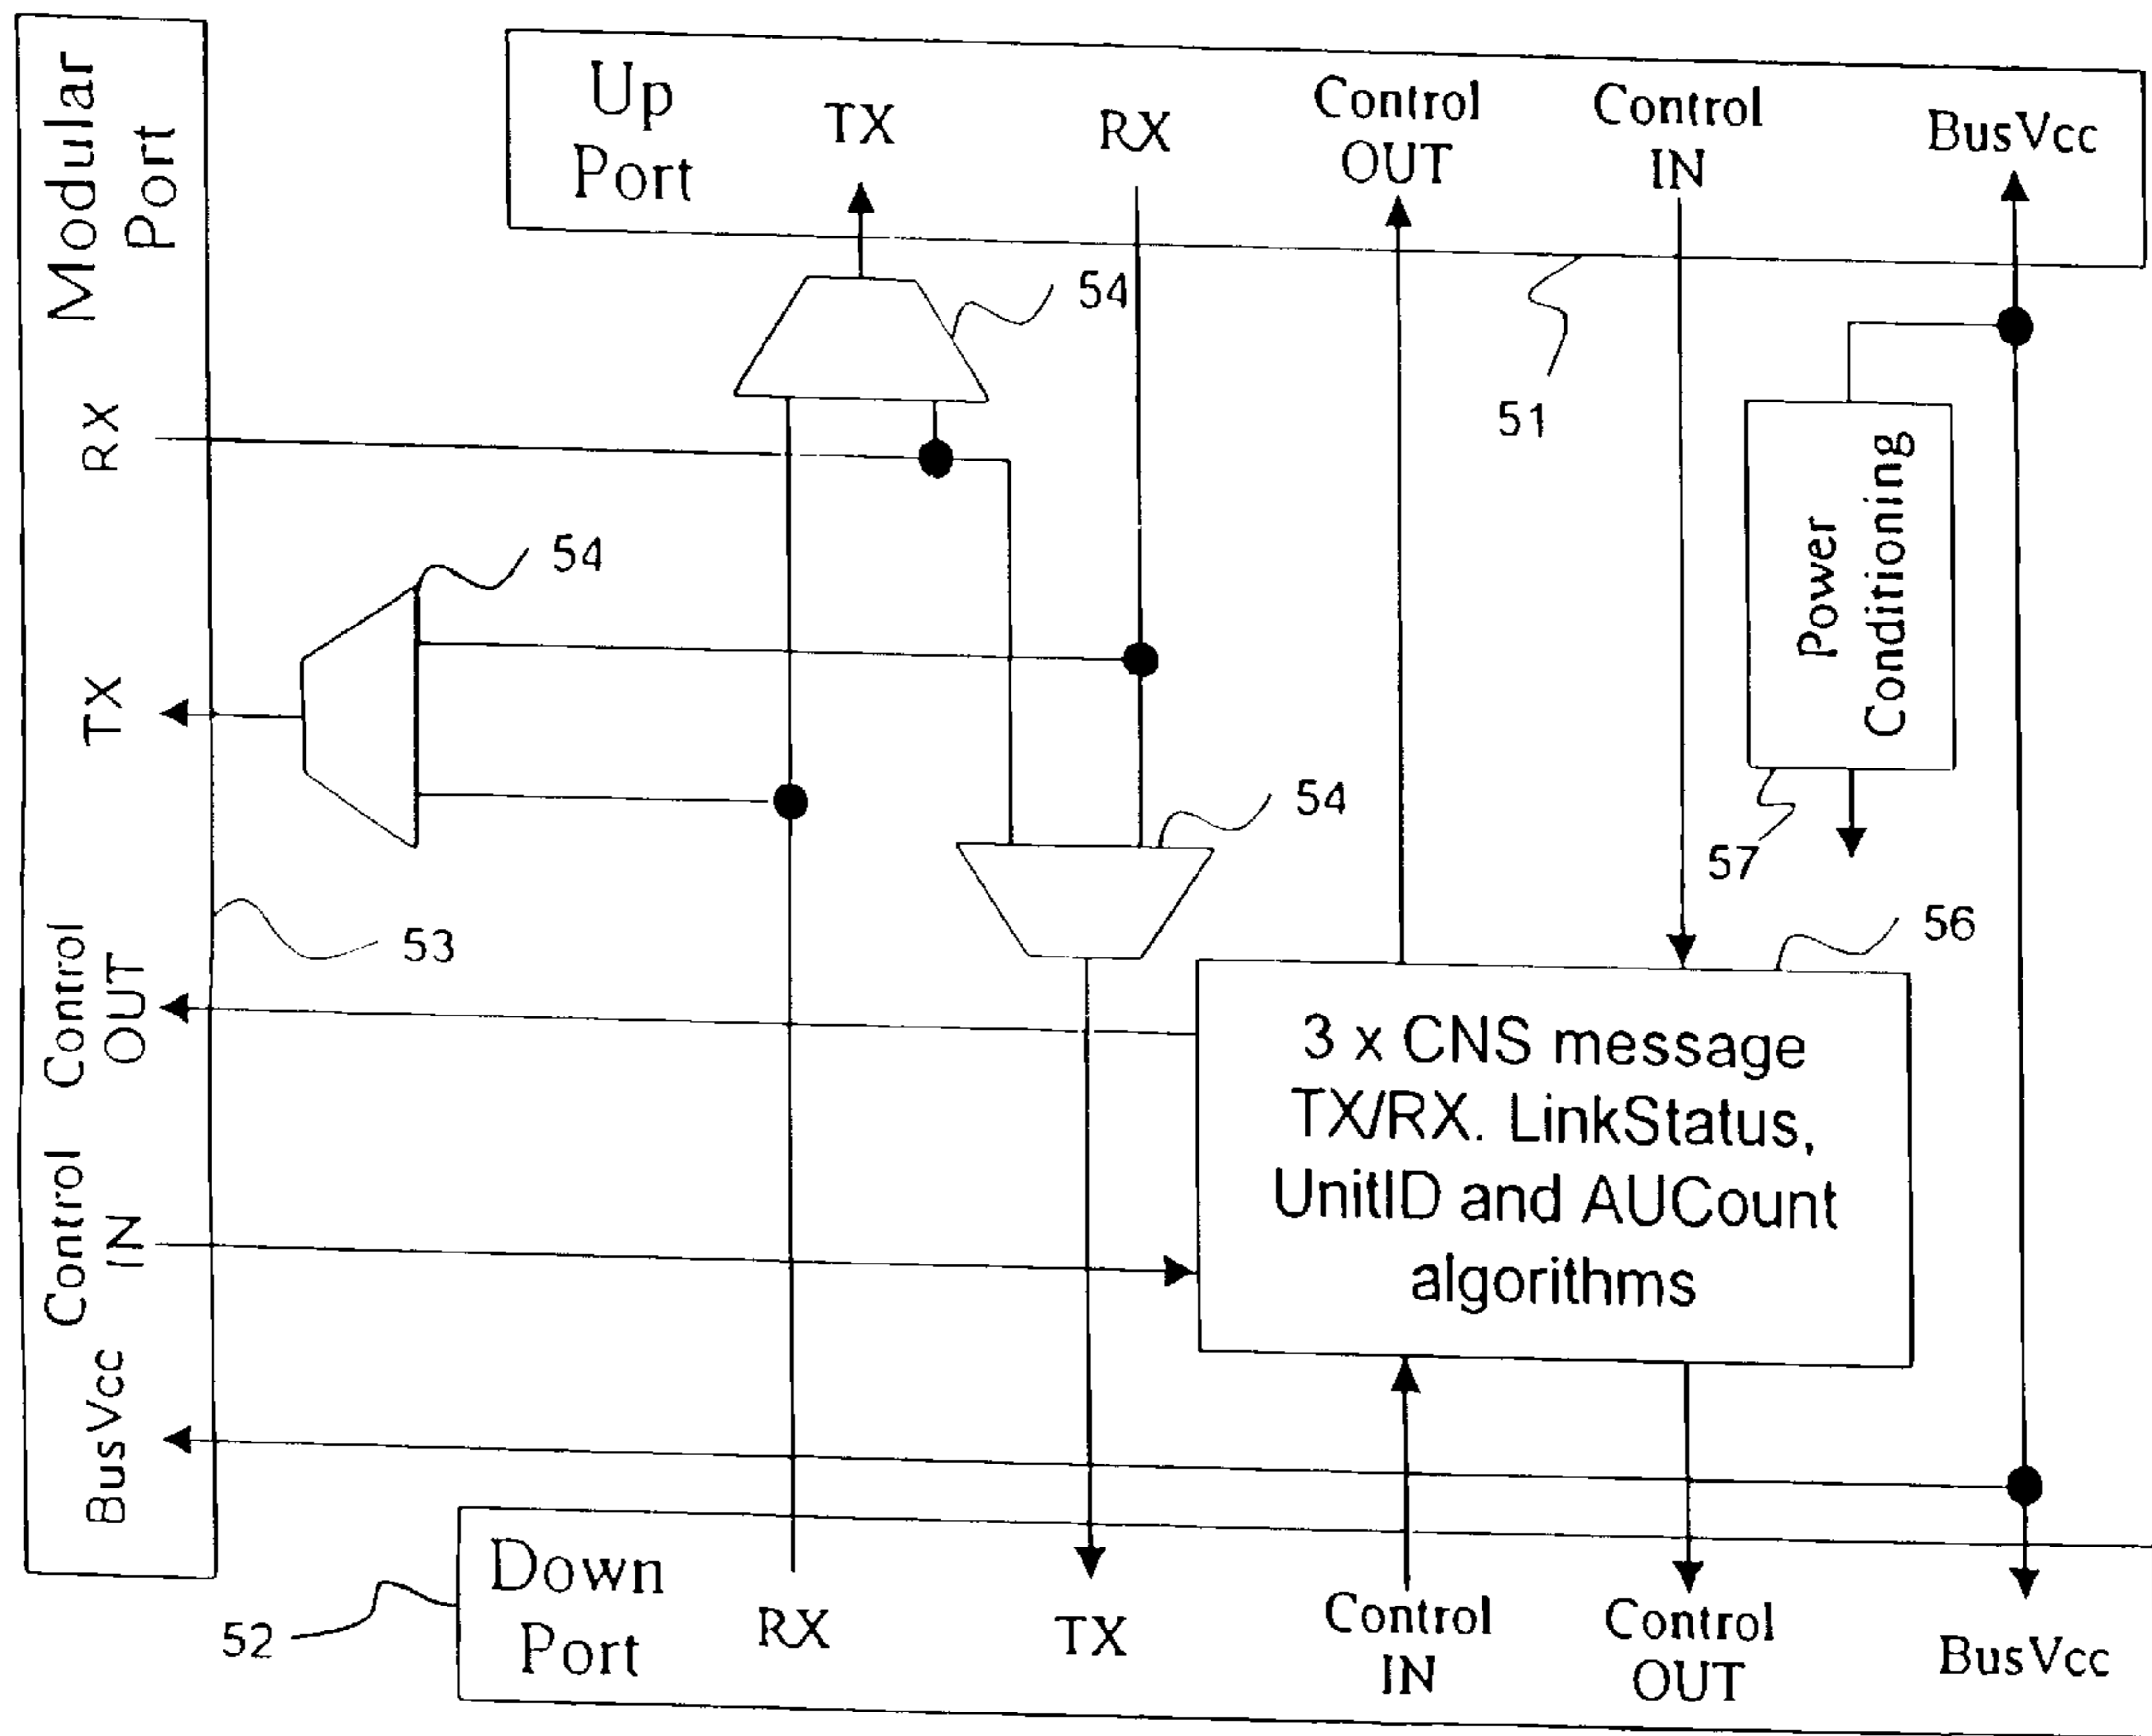 Up
Port
TX
RX
Control
OUT
Control
IN
BusVcc
Modular
Port
RX
TX
Control
OUT
Control
IN
BusVcc
54
51
54
Power
Conditioning
54
57
53
56
3 x CNS message
TX/RX. LinkStatus,
UnitID and AUCount
algorithms
52
Down
Port
RX
TX
Control
IN
Control
OUT
BusVcc